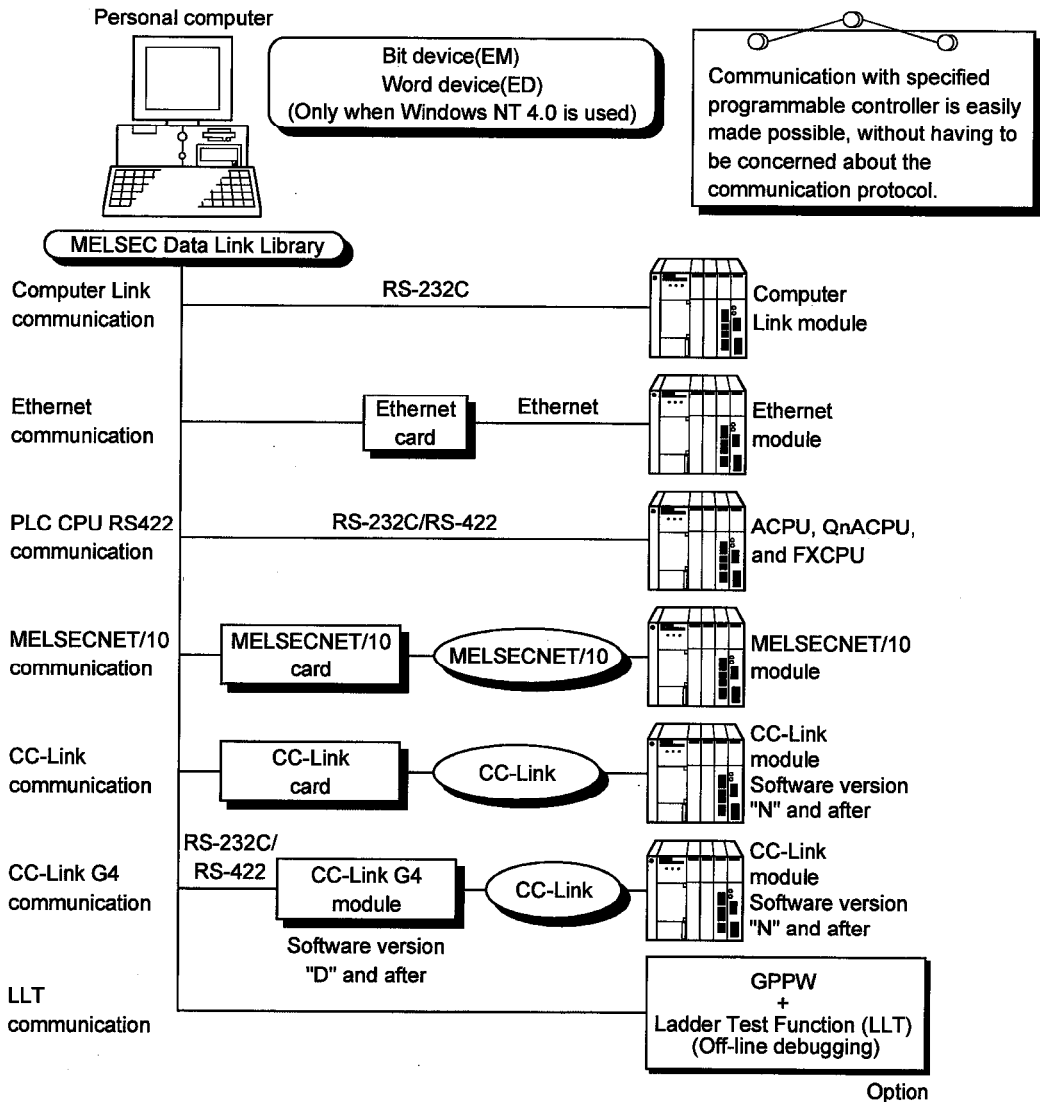 Personal computer
Bit device(EM)
Word device(ED)
(Only when Windows NT 4.0 is used)
Communication with specified
programmable controller is easily
made possible, without having to
be concerned about the
communication protocol.
MELSEC Data Link Library
Computer Link
communication
RS-232C
Computer
Link module
Ethernet
communication
Ethernet
card
Ethernet
Ethernet
module
PLC CPU RS422
communication
RS-232C/RS-422
ACPU, QnACPU,
and FXCPU
MELSECNET/10
communication
MELSECNET/10
card
MELSECNET/10
MELSECNET/10
module
CC-Link
communication
CC-Link
card
CC-Link
CC-Link
module
Software version
"N" and after
CC-Link G4
communication
RS-232C/
RS-422
CC-Link G4
module
Software version
"D" and after
CC-Link
CC-Link
module
Software version
"N" and after
LLT
communication
GPPW
+
Ladder Test Function (LLT)
(Off-line debugging)
Option